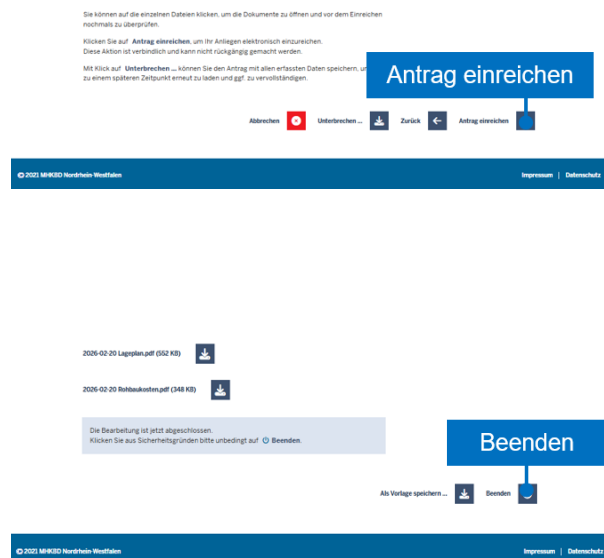 Sie können auf die einzelnen Dateien klicken, um die Dokumente zu öffnen und vor dem Einreichen
nochmals zu überprüfen.
Klicken Sie auf Antrag einreichen, um Ihr Anliegen elektronisch einzureichen.
Diese Aktion ist verbindlich und kann nicht rückgängig gemacht werden.
Mit Klick auf Unterbrechen ... können Sie den Antrag mit allen erfassten Daten speichern,
zu einem späteren Zeitpunkt erneut zu laden und ggf. zu vervollständigen.
Antrag einreichen
Abbrechen Unterbrechen ... Zurück Antrag einreichen
© 2021 MHKBD Nordrhein-Westfalen Impressum | Datenschutz
2026-02-20 Lageplan.pdf (552 KB)
2026-02-20 Rohbaukosten.pdf (348 KB)
Die Bearbeitung ist jetzt abgeschlossen.
Klicken Sie aus Sicherheitsgründen bitte unbedingt auf Beenden.
Beenden
Als Vorlage speichern ... Beenden
© 2021 MHKBD Nordrhein-Westfalen Impressum | Datenschutz